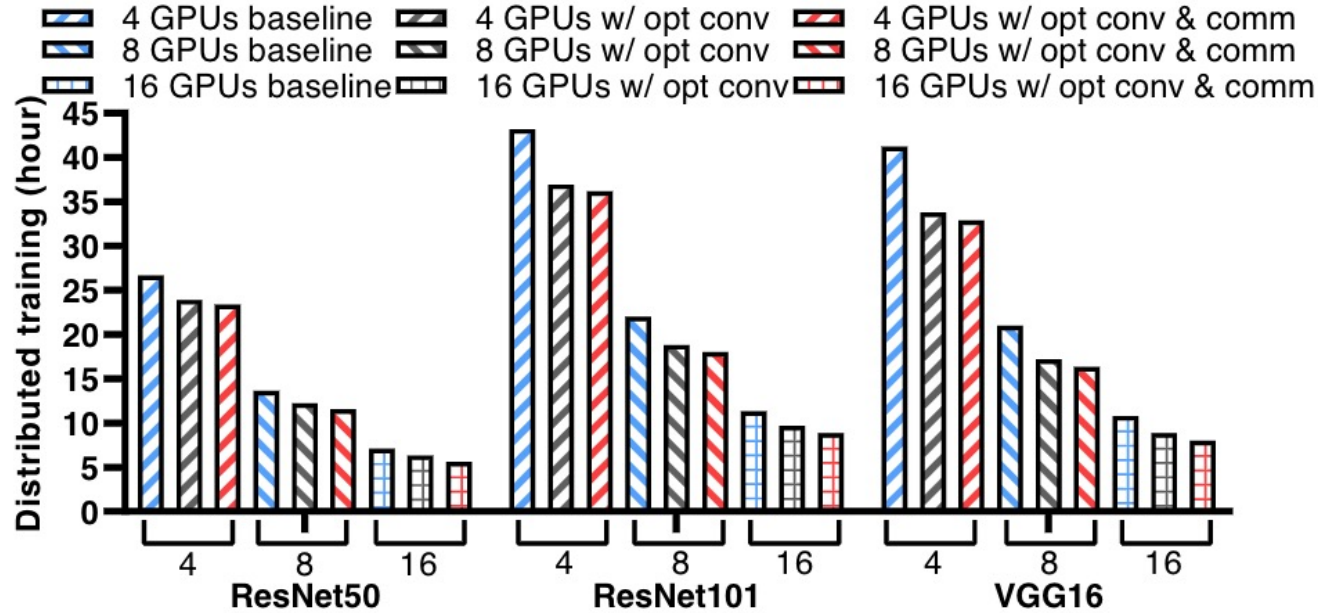 4 GPUs baseline 4 GPUs w/ opt conv 4 GPUs w/ opt conv & comm
8 GPUs baseline 8 GPUs w/ opt conv 8 GPUs w/ opt conv & comm
16 GPUs baseline 16 GPUs w/ opt conv 16 GPUs w/ opt conv & comm
Distributed training (hour)
45
40
35
30
25
20
15
10
5
0
4 8 16 4 8 16 4 8 16
ResNet50 ResNet101 VGG16